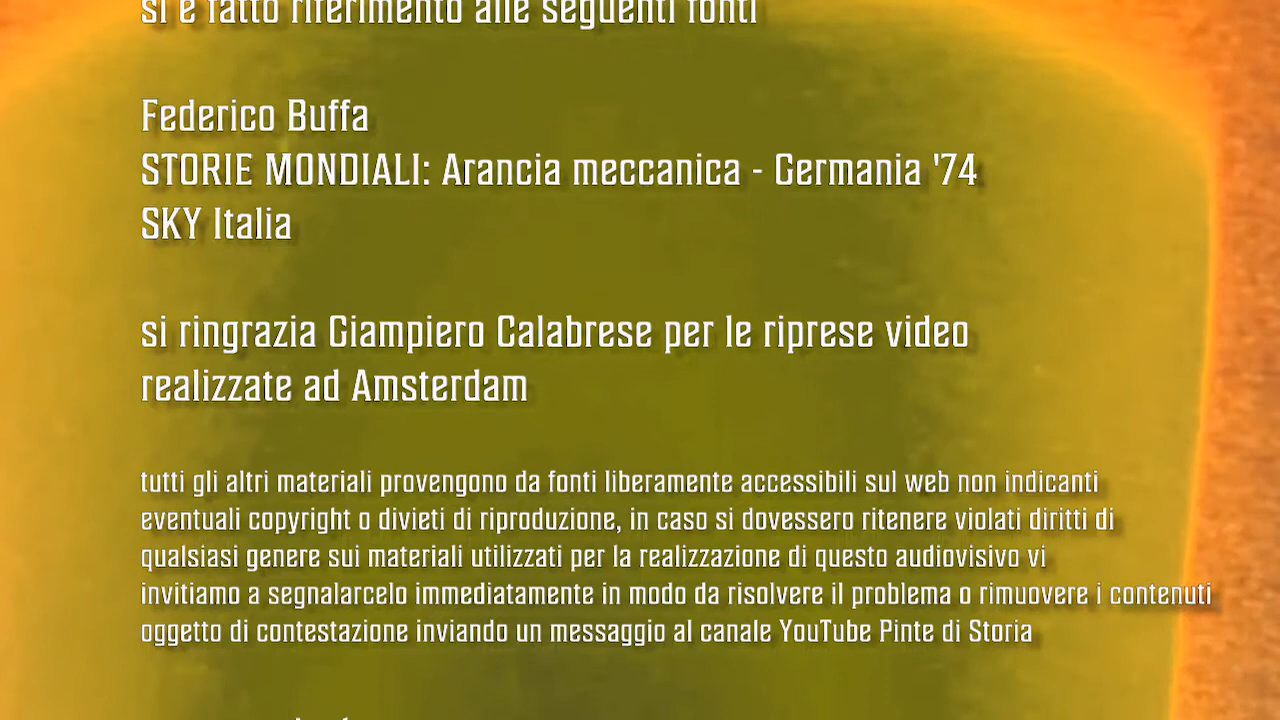 si è fatto riferimento alle seguenti fonti
Federico Buffa
STORIE MONDIALI: Arancia meccanica - Germania '74
SKY Italia
si ringrazia Giampiero Calabrese per le riprese video
realizzate ad Amsterdam
tutti gli altri materiali provengono da fonti liberamente accessibili sul web non indicanti
eventuali copyright o divieti di riproduzione, in caso si dovessero ritenere violati diritti di
qualsiasi genere sui materiali utilizzati per la realizzazione di questo audiovisivo vi
invitiamo a segnalarcelo immediatamente in modo da risolvere il problema o rimuovere i contenuti
oggetto di contestazione inviando un messaggio al canale YouTube Pinte di Storia